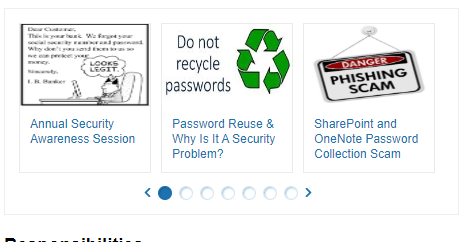 Dear Customer,
This is your bank. We forgot your
social security number and password.
Why don't you send them to us so
we can protect your
money.
Sincerely,
I. B. Banker
LOOKS
LEGIT.
Do not
recycle
passwords
DANGER
PHISHING
SCAM
Annual Security
Awareness Session
Password Reuse &
Why Is It A Security
Problem?
SharePoint and
OneNote Password
Collection Scam